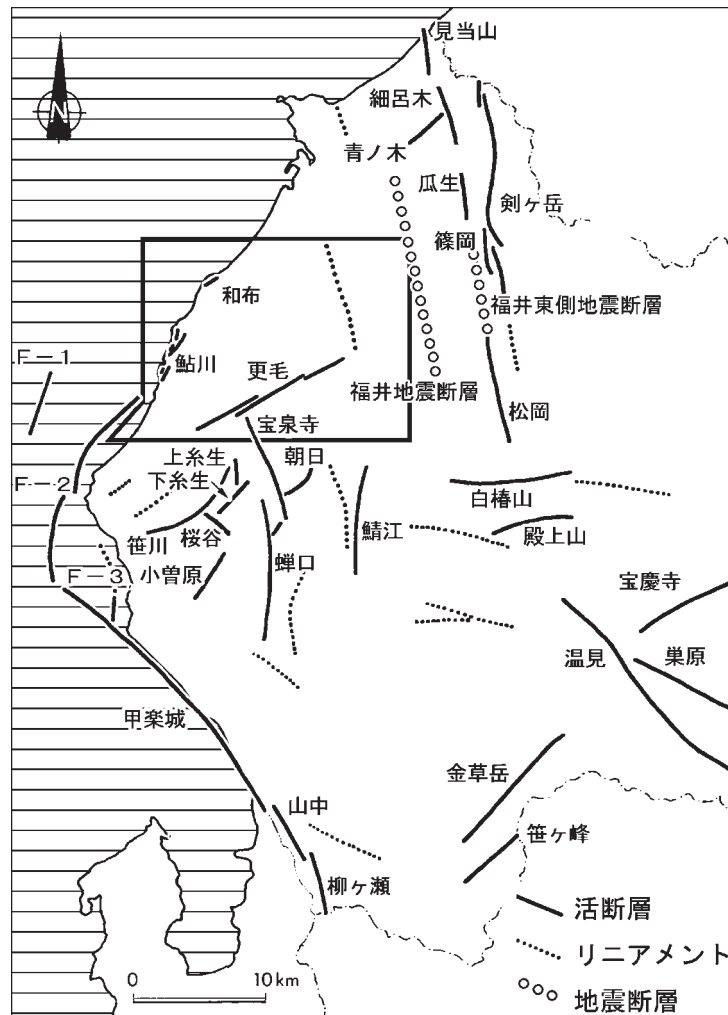 見当山
細呂木
N
青ノ木
瓜生
剣ヶ岳
篠岡
和布
福井東側地震断層
F-1
鮎川
更毛
福井地震断層
松岡
宝泉寺
上糸生
朝日
下糸生
F-2
白椿山
笹川
桜谷
鯖江
殿上山
F-3
小曽原
蝉口
宝慶寺
温見
巣原
甲楽城
金草岳
山中
笹ヶ峰
柳ヶ瀬
活断層
リニアメント
0 10km
地震断層